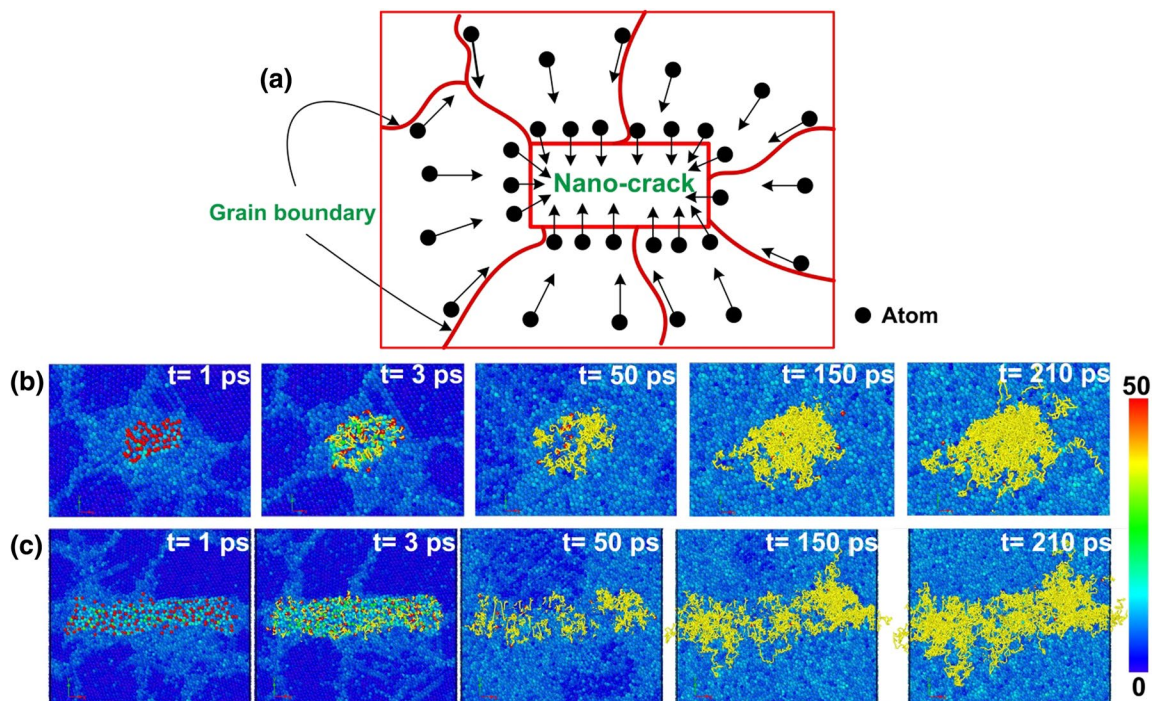 (a)
Nano-crack
Grain boundary
Atom
(b)
t= 1 ps
t= 3 ps
t= 50 ps
t= 150 ps
t= 210 ps
50
(c)
t= 1 ps
t= 3 ps
t= 50 ps
t= 150 ps
t= 210 ps
0